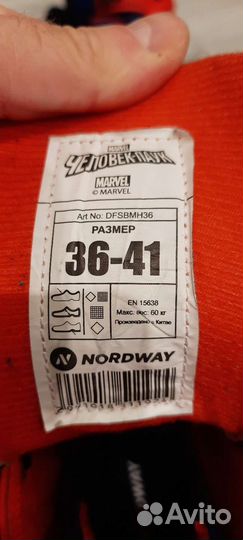 MARVEL
ЧЕЛОВЕК-ПАУК
MARVEL
© MARVEL
Art No: DFSBMH36
РАЗМЕР
36-41
EN 15638
Макс. вес: 60 кг
Произведено в Китае
NORDWAY
NORDWAY
Avito